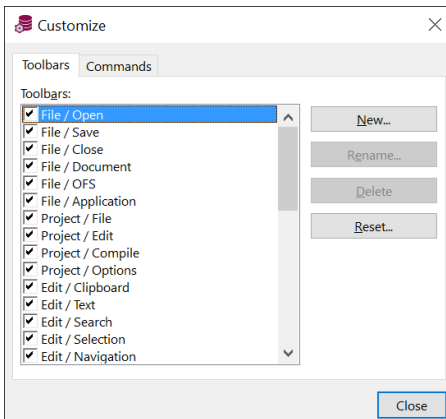 Customize
Toolbars Commands
Toolbars:
File / Open
File / Save
File / Close
File / Document
File / OFS
File / Application
Project / File
Project / Edit
Project / Compile
Project / Options
Edit / Clipboard
Edit / Text
Edit / Search
Edit / Selection
Edit / Navigation
New...
Rename...
Delete
Reset...
Close